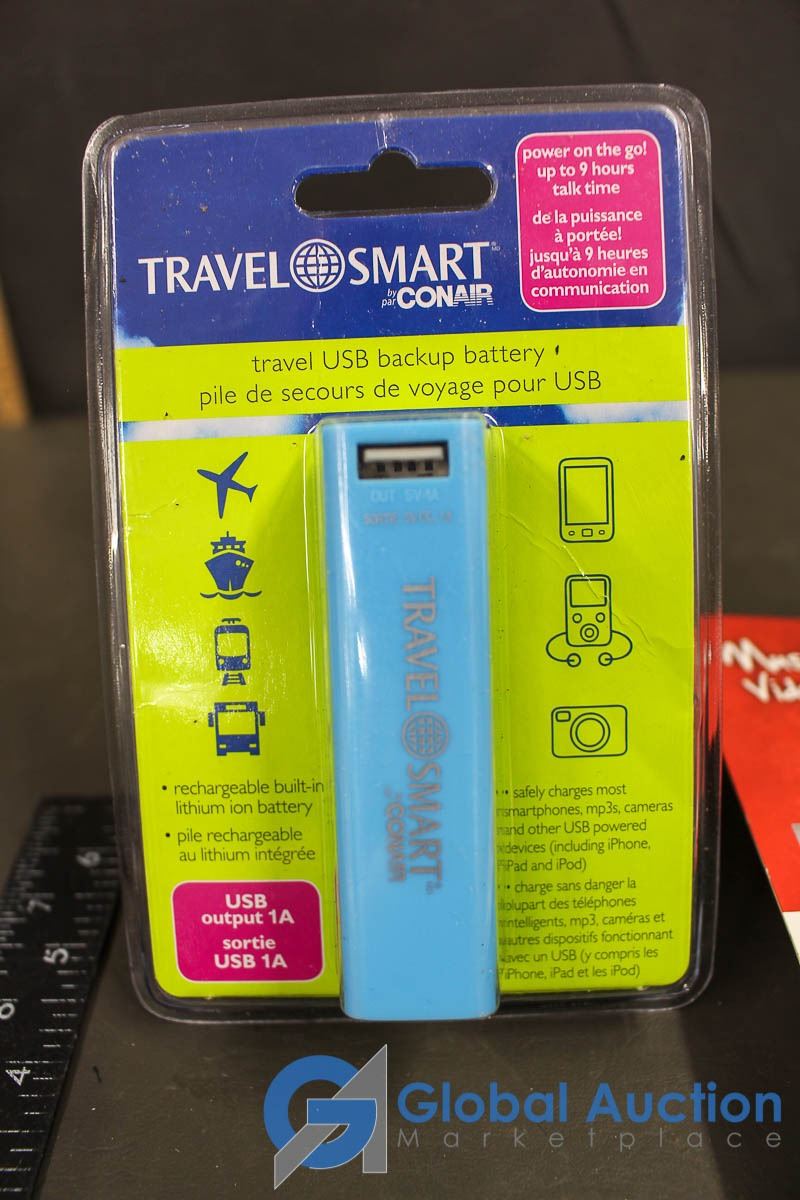 power on the go!
up to 9 hours
talk time
de la puissance
à portée!
jusqu'à 9 heures
d'autonomie en
communication
TRAVEL SMART
by
par CONAIR
travel USB backup battery
pile de secours de voyage pour USB
OUT 5V-1A
TRAVEL SMART
CONAIR
• rechargeable built-in
lithium ion battery
• pile rechargeable
au lithium intégrée
USB
output 1A
sortie
USB 1A
• safely charges most
smartphones, mp3s, cameras
and other USB powered
devices (including iPhone,
iPad and iPod)
• charge sans danger la
plupart des téléphones
intelligents, mp3, caméras et
autres dispositifs fonctionnant
avec un USB (y compris les
iPhone, iPad et les iPod)
6
7
5
4
Global Auction
Marketplace